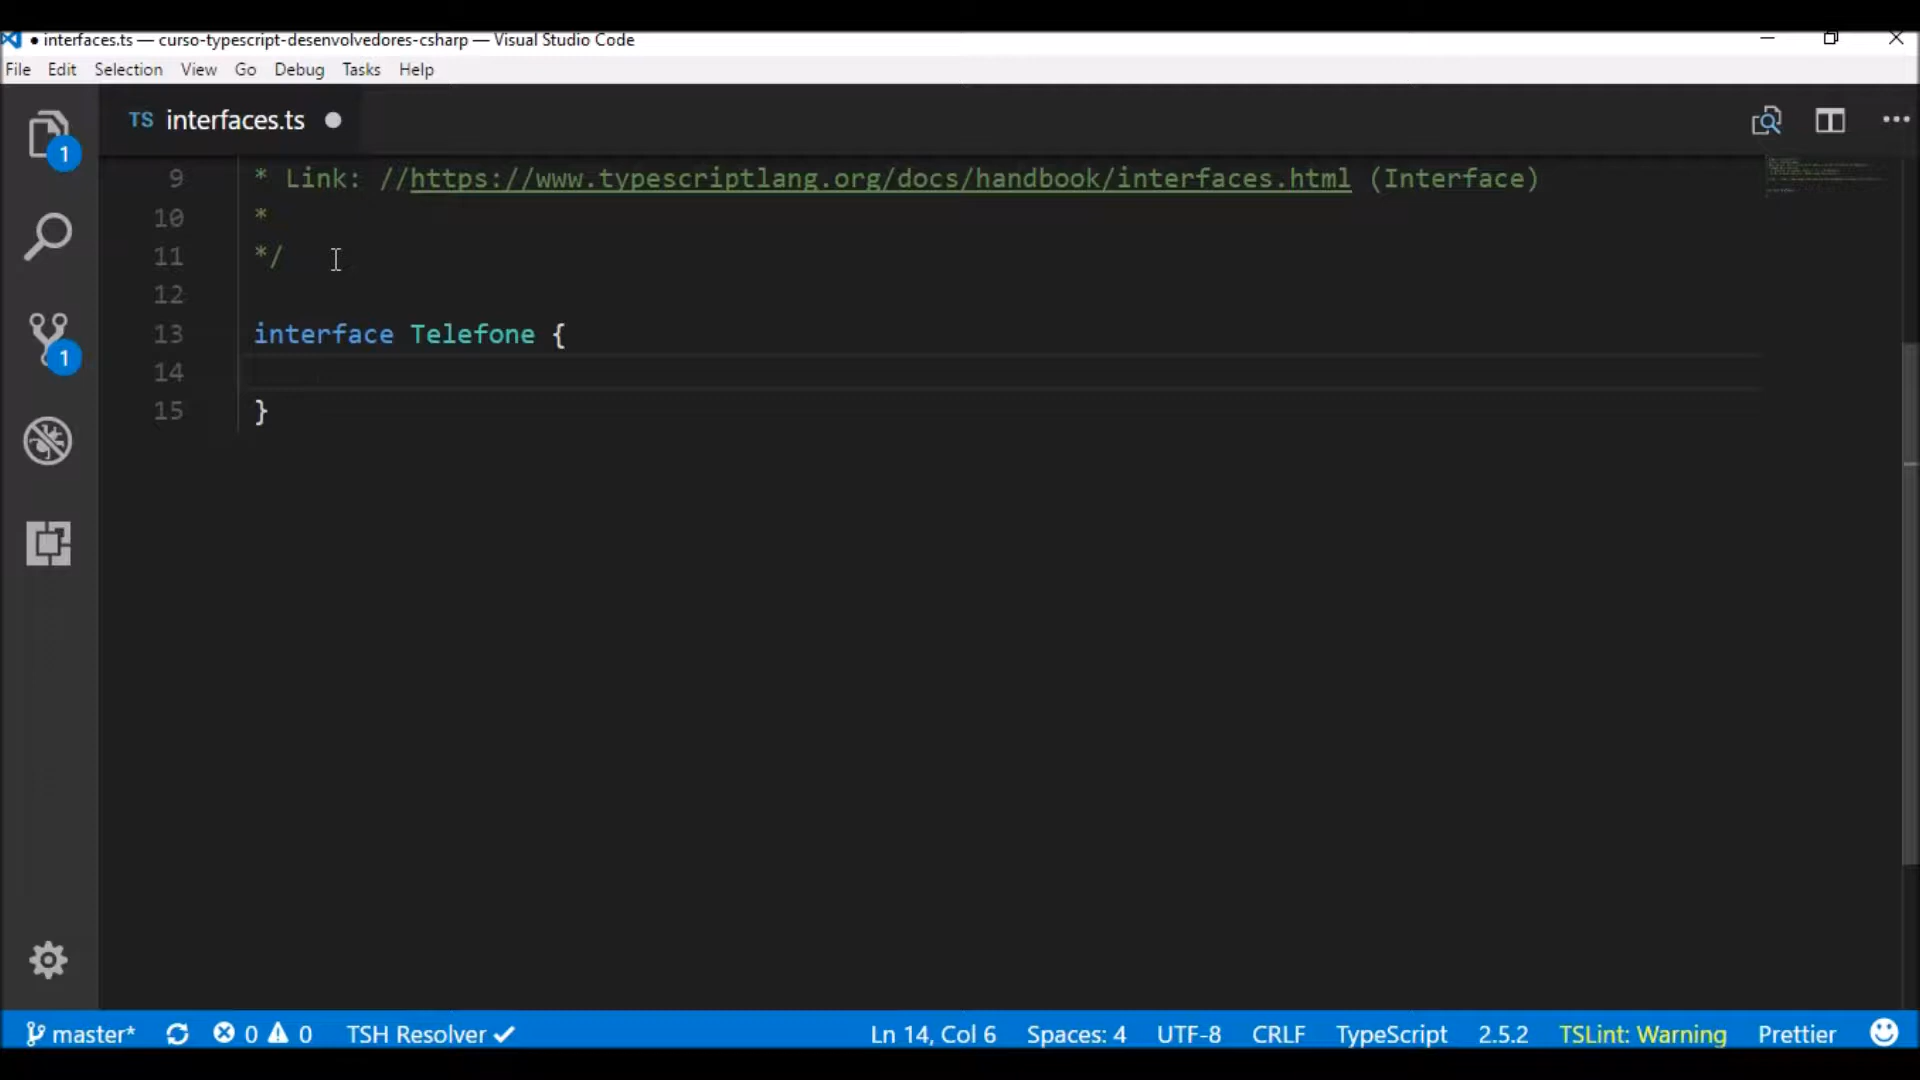 ● interfaces.ts — curso-typescript-desenvolvedores-csharp — Visual Studio Code
File Edit Selection View Go Debug Tasks Help
TS interfaces.ts ●
1
9 * Link: //https://www.typescriptlang.org/docs/handbook/interfaces.html (Interface)
10 *
11 */
12
13 interface Telefone {
1
14
15 }
master* 0 0 TSH Resolver ✓ Ln 14, Col 6 Spaces: 4 UTF-8 CRLF TypeScript 2.5.2 TSLint: Warning Prettier